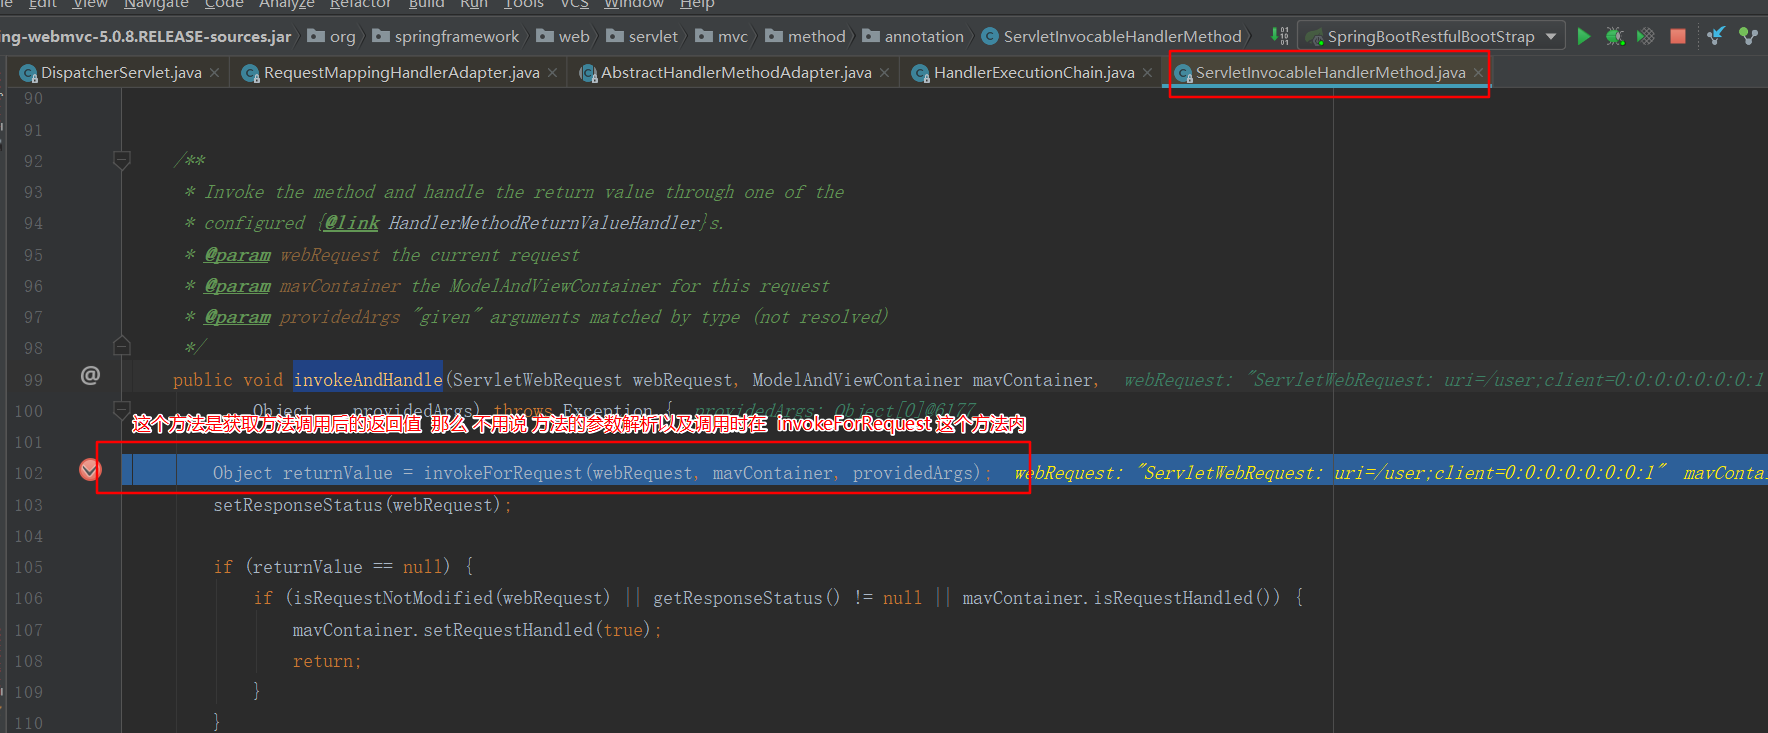 Edit View Navigate Code Analyze Refactor Build Run Tools VCS Window Help
ing-webmvc-5.0.8.RELEASE-sources.jar org springframework web servlet mvc method annotation ServletInvocableHandlerMethod SpringBootRestfulBootStrap
DispatcherServlet.java RequestMappingHandlerAdapter.java AbstractHandlerMethodAdapter.java HandlerExecutionChain.java ServletInvocableHandlerMethod.java
90
91
92 /**
93 * Invoke the method and handle the return value through one of the
94 * configured {@link HandlerMethodReturnValueHandler}s.
95 * @param webRequest the current request
96 * @param mavContainer the ModelAndViewContainer for this request
97 * @param providedArgs "given" arguments matched by type (not resolved)
98 */
99 public void invokeAndHandle(ServletWebRequest webRequest, ModelAndViewContainer mavContainer, webRequest: "ServletWebRequest: uri=/user;client=0:0:0:0:0:0:0:1
100 Object... providedArgs) throws Exception { providedArgs: Object[0]@6177
这个方法是获取方法调用后的返回值 那么 不用说 方法的参数解析以及调用时在 invokeForRequest 这个方法内
101
102 Object returnValue = invokeForRequest(webRequest, mavContainer, providedArgs); webRequest: "ServletWebRequest: uri=/user;client=0:0:0:0:0:0:0:1" mavContai
103 setResponseStatus(webRequest);
104
105 if (returnValue == null) {
106 if (isRequestNotModified(webRequest) || getResponseStatus() != null || mavContainer.isRequestHandled()) {
107 mavContainer.setRequestHandled(true);
108 return;
109 }
110 }